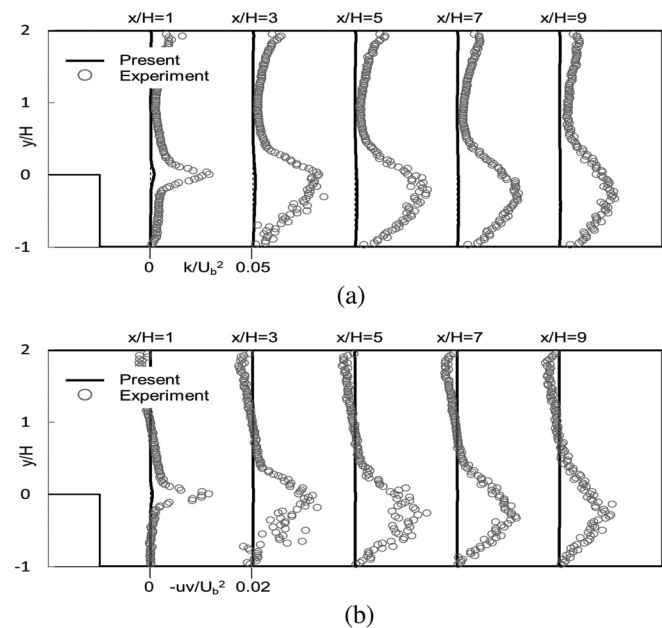 x/H=1 x/H=3 x/H=5 x/H=7 x/H=9
2
Present
Experiment
1
y/H
0
-1
0 k/U_b^2 0.05
(a)
x/H=1 x/H=3 x/H=5 x/H=7 x/H=9
2
Present
Experiment
1
y/H
0
-1
0 -uv/U_b^2 0.02
(b)